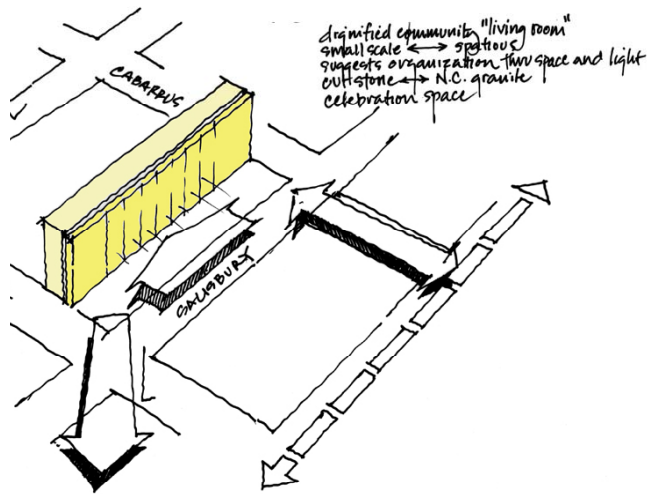 dignified community "living room"
small scale ↔ spatious
suggests organization thru space and light
cut stone ↔ N.C. granite
celebration space
CABARRUS
SALISBURY